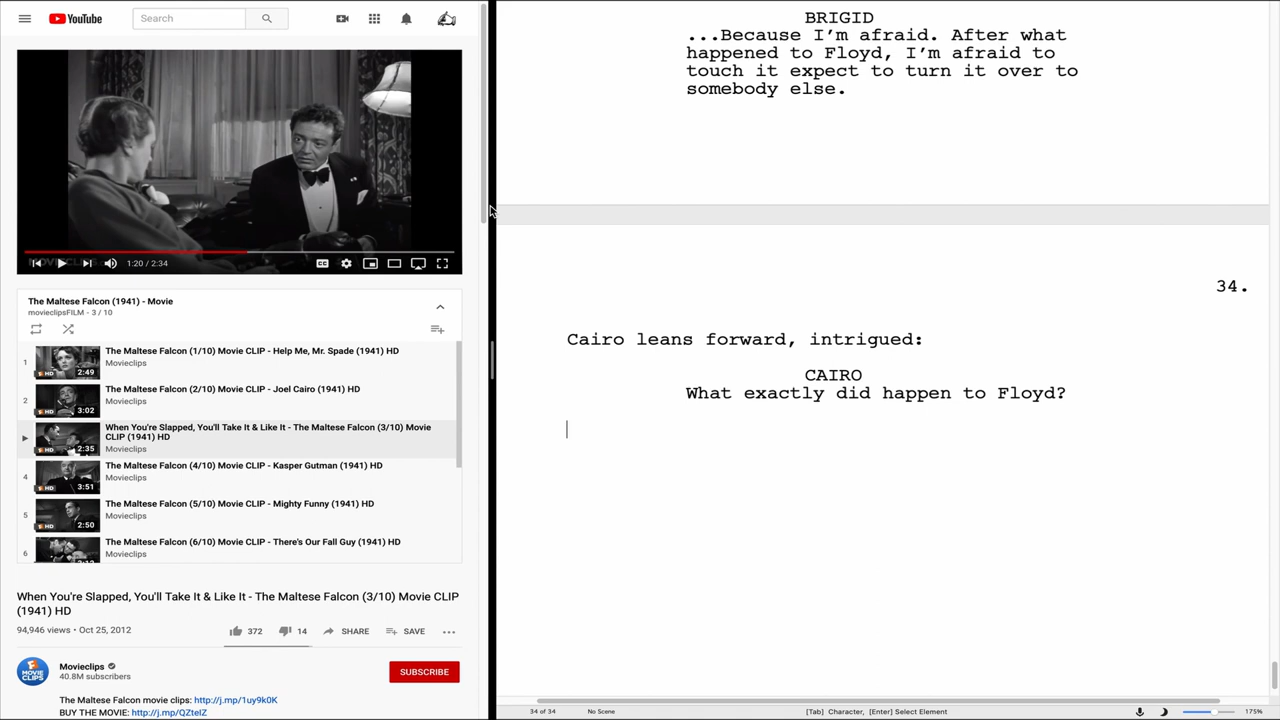 YouTube
Search
1:20 / 2:34
The Maltese Falcon (1941) - Movie
movieclipsFILM - 3 / 10
1
The Maltese Falcon (1/10) Movie CLIP - Help Me, Mr. Spade (1941) HD
Movieclips
2:49
2
The Maltese Falcon (2/10) Movie CLIP - Joel Cairo (1941) HD
Movieclips
3:02
When You're Slapped, You'll Take It & Like It - The Maltese Falcon (3/10) Movie
CLIP (1941) HD
Movieclips
2:35
4
The Maltese Falcon (4/10) Movie CLIP - Kasper Gutman (1941) HD
Movieclips
3:51
5
The Maltese Falcon (5/10) Movie CLIP - Mighty Funny (1941) HD
Movieclips
2:50
6
The Maltese Falcon (6/10) Movie CLIP - There's Our Fall Guy (1941) HD
Movieclips
When You're Slapped, You'll Take It & Like It - The Maltese Falcon (3/10) Movie CLIP
(1941) HD
94,946 views • Oct 25, 2012
372
14
SHARE
SAVE
Movieclips
40.8M subscribers
SUBSCRIBE
The Maltese Falcon movie clips: http://j.mp/1uy9k0K
BUY THE MOVIE: http://j.mp/QZteIZ
BRIGID
...Because I'm afraid. After what
happened to Floyd, I'm afraid to
touch it expect to turn it over to
somebody else.
34.
Cairo leans forward, intrigued:
CAIRO
What exactly did happen to Floyd?
34 of 34
No Scene
[Tab] Character, [Enter] Select Element
175%